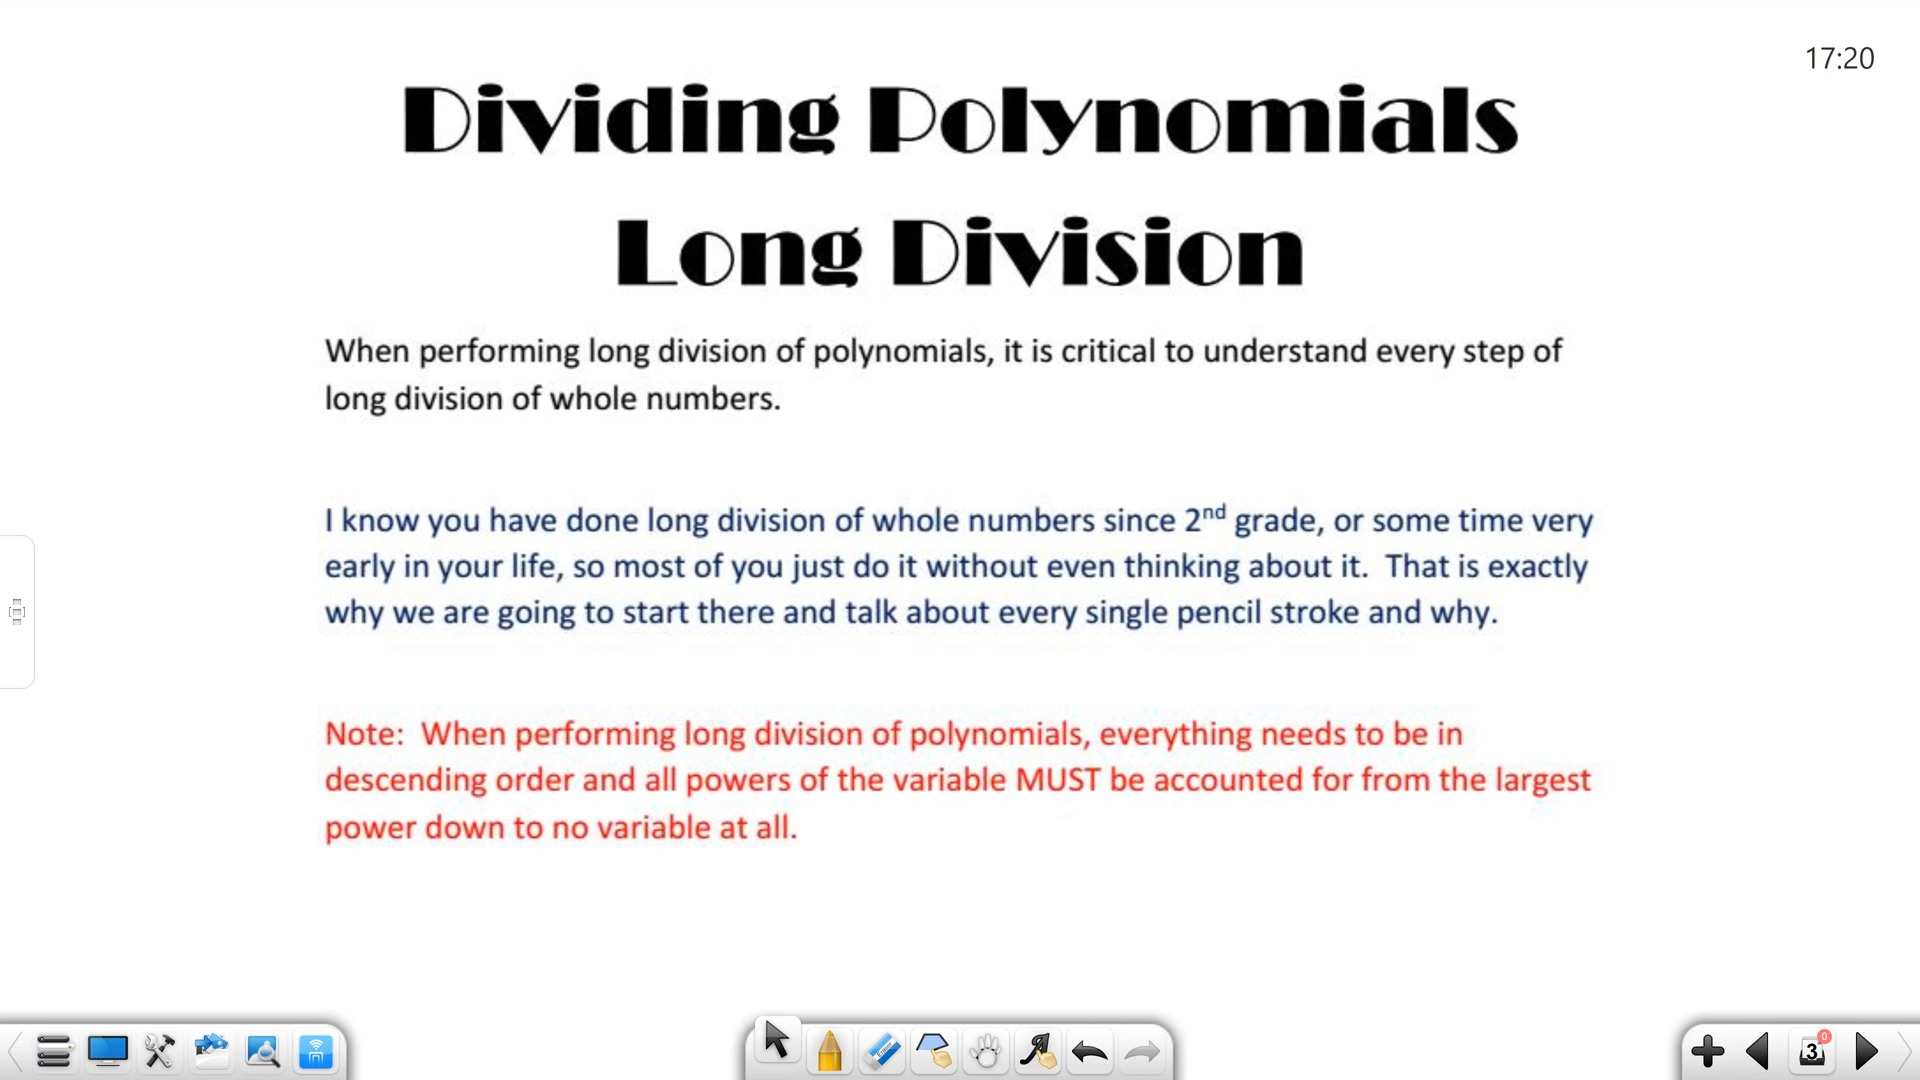 17:20
Dividing Polynomials
Long Division
When performing long division of polynomials, it is critical to understand every step of
long division of whole numbers.
I know you have done long division of whole numbers since 2nd grade, or some time very
early in your life, so most of you just do it without even thinking about it.  That is exactly
why we are going to start there and talk about every single pencil stroke and why.
Note:  When performing long division of polynomials, everything needs to be in
descending order and all powers of the variable MUST be accounted for from the largest
power down to no variable at all.
Eraser
3
0